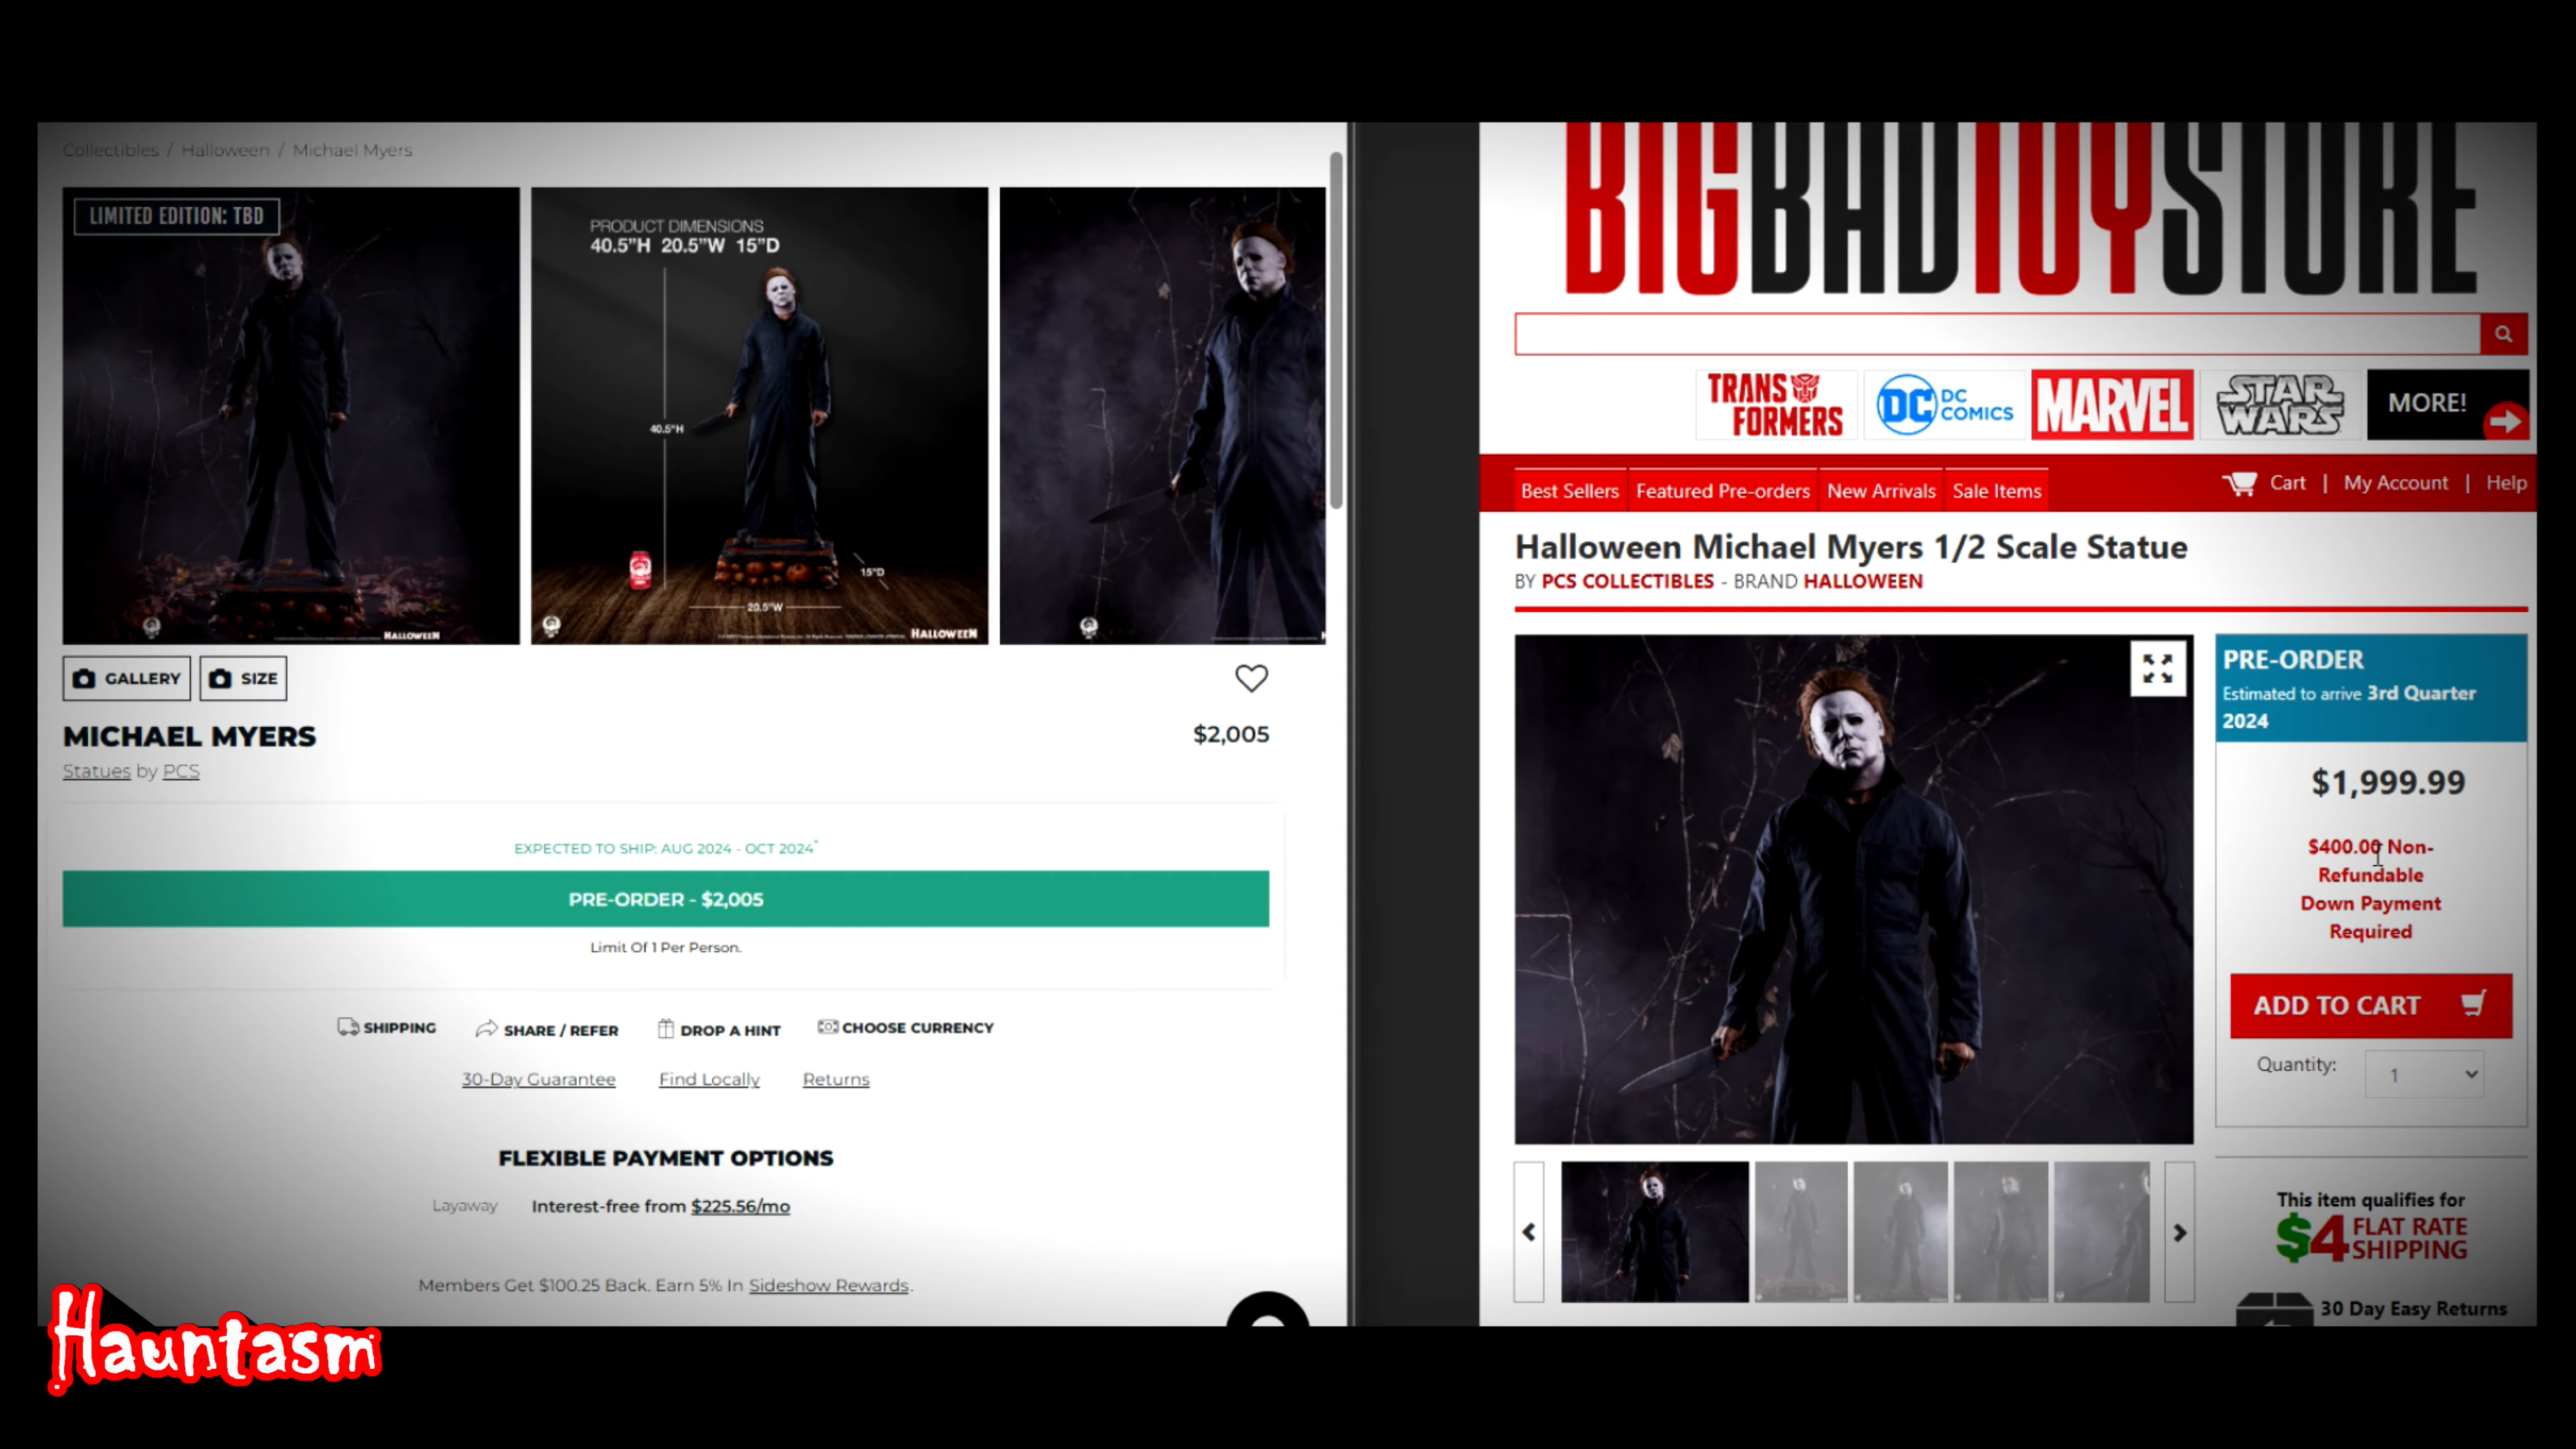 Collectibles / Halloween / Michael Myers
LIMITED EDITION: TBD
HALLOWEEN
PRODUCT DIMENSIONS
40.5"H 20.5"W 15"D
40.5"H
15"D
20.5"W
HALLOWEEN
GALLERY
SIZE
MICHAEL MYERS
$2,005
Statues by PCS
EXPECTED TO SHIP: AUG 2024 - OCT 2024*
PRE-ORDER - $2,005
Limit Of 1 Per Person.
SHIPPING
SHARE / REFER
DROP A HINT
CHOOSE CURRENCY
30-Day Guarantee
Find Locally
Returns
FLEXIBLE PAYMENT OPTIONS
Layaway
Interest-free from $225.56/mo
Members Get $100.25 Back. Earn 5% In Sideshow Rewards.
Hauntasm
BIGBADTOYSTORE
TRANS
FORMERS
DC
DC
COMICS
MARVEL
STAR
WARS
MORE!
Best Sellers
Featured Pre-orders
New Arrivals
Sale Items
Cart | My Account | Help
Halloween Michael Myers 1/2 Scale Statue
BY PCS COLLECTIBLES - BRAND HALLOWEEN
PRE-ORDER
Estimated to arrive 3rd Quarter
2024
$1,999.99
$400.00 Non-
Refundable
Down Payment
Required
ADD TO CART
Quantity:
1
This item qualifies for
$4 FLAT RATE
SHIPPING
30 Day Easy Returns